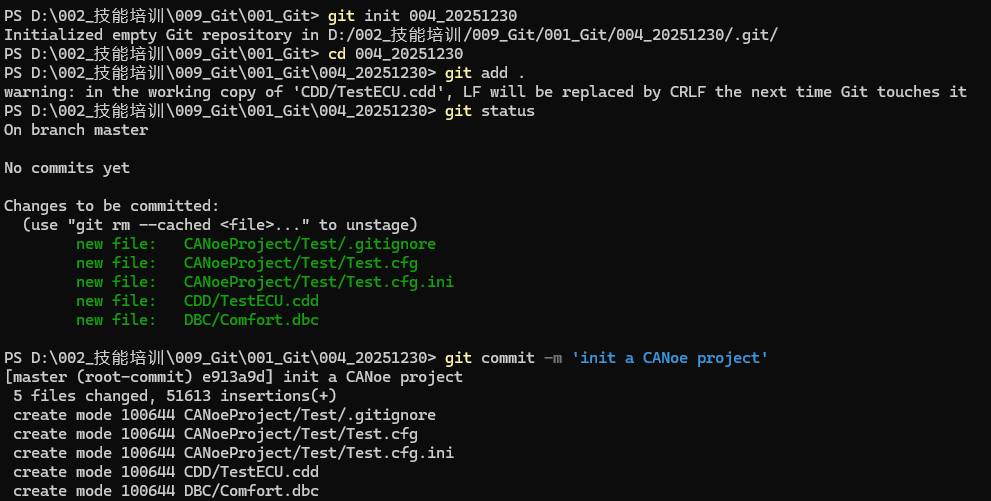 PS D:\002_技能培训\009_Git\001_Git> git init 004_20251230
Initialized empty Git repository in D:/002_技能培训/009_Git/001_Git/004_20251230/.git/
PS D:\002_技能培训\009_Git\001_Git> cd 004_20251230
PS D:\002_技能培训\009_Git\001_Git\004_20251230> git add .
warning: in the working copy of 'CDD/TestECU.cdd', LF will be replaced by CRLF the next time Git touches it
PS D:\002_技能培训\009_Git\001_Git\004_20251230> git status
On branch master

No commits yet

Changes to be committed:
  (use "git rm --cached <file>..." to unstage)
        new file:   CANoeProject/Test/.gitignore
        new file:   CANoeProject/Test/Test.cfg
        new file:   CANoeProject/Test/Test.cfg.ini
        new file:   CDD/TestECU.cdd
        new file:   DBC/Comfort.dbc

PS D:\002_技能培训\009_Git\001_Git\004_20251230> git commit -m 'init a CANoe project'
[master (root-commit) e913a9d] init a CANoe project
 5 files changed, 51613 insertions(+)
 create mode 100644 CANoeProject/Test/.gitignore
 create mode 100644 CANoeProject/Test/Test.cfg
 create mode 100644 CANoeProject/Test/Test.cfg.ini
 create mode 100644 CDD/TestECU.cdd
 create mode 100644 DBC/Comfort.dbc